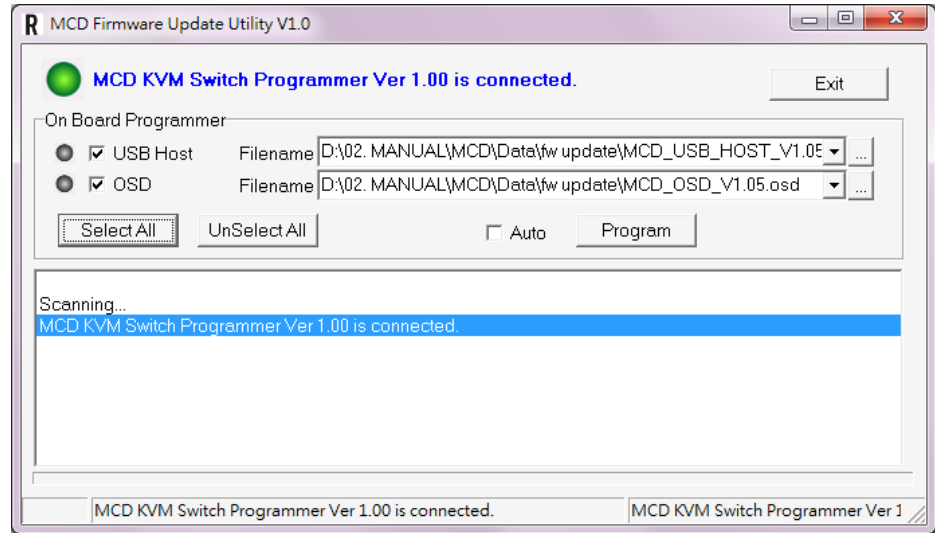 R MCD Firmware Update Utility V1.0
MCD KVM Switch Programmer Ver 1.00 is connected.
Exit
On Board Programmer
USB Host Filename D:\02. MANUAL\MCD\Data\fw update\MCD_USB_HOST_V1.05 ...
OSD Filename D:\02. MANUAL\MCD\Data\fw update\MCD_OSD_V1.05.osd ...
Select All UnSelect All Auto Program
Scanning...
MCD KVM Switch Programmer Ver 1.00 is connected.
MCD KVM Switch Programmer Ver 1.00 is connected. MCD KVM Switch Programmer Ver 1